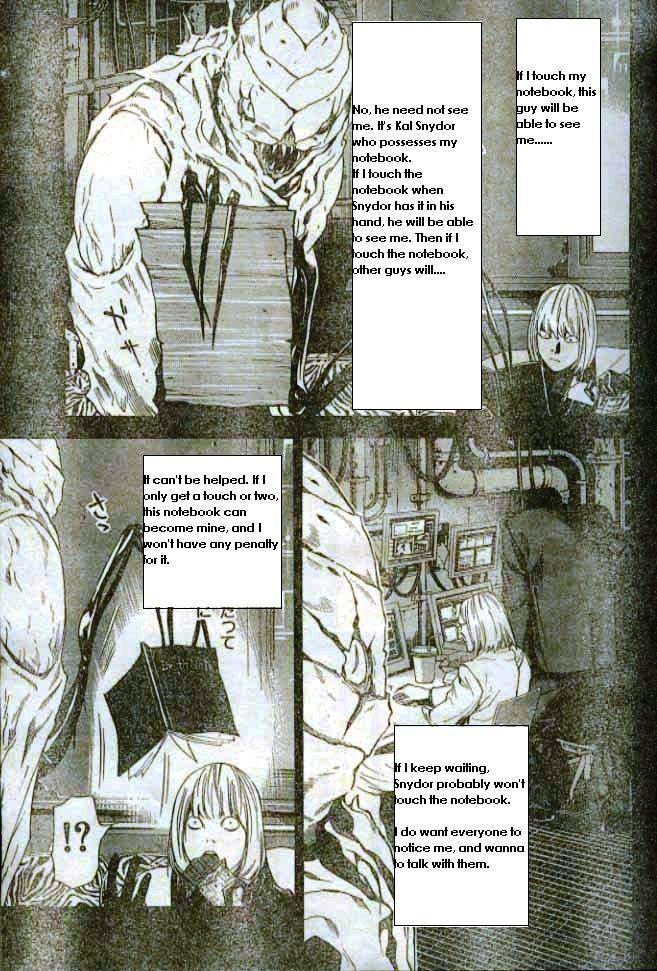 If I touch my
notebook, this
guy will be
able to see
me......
No, he need not see
me. It's Kal Snydor
who possesses my
notebook.
If I touch the
notebook when
Snydor has it in his
hand, he will be able
to see me. Then if I
touch the notebook,
other guys will....
ガキ
If I keep waiting,
Snydor probably won't
touch the notebook.
I do want everyone to
notice me, and wanna
to talk with them.
It can't be helped. If I
only get a touch or two,
this notebook can
become mine, and I
won't have any penalty
for it.
!?